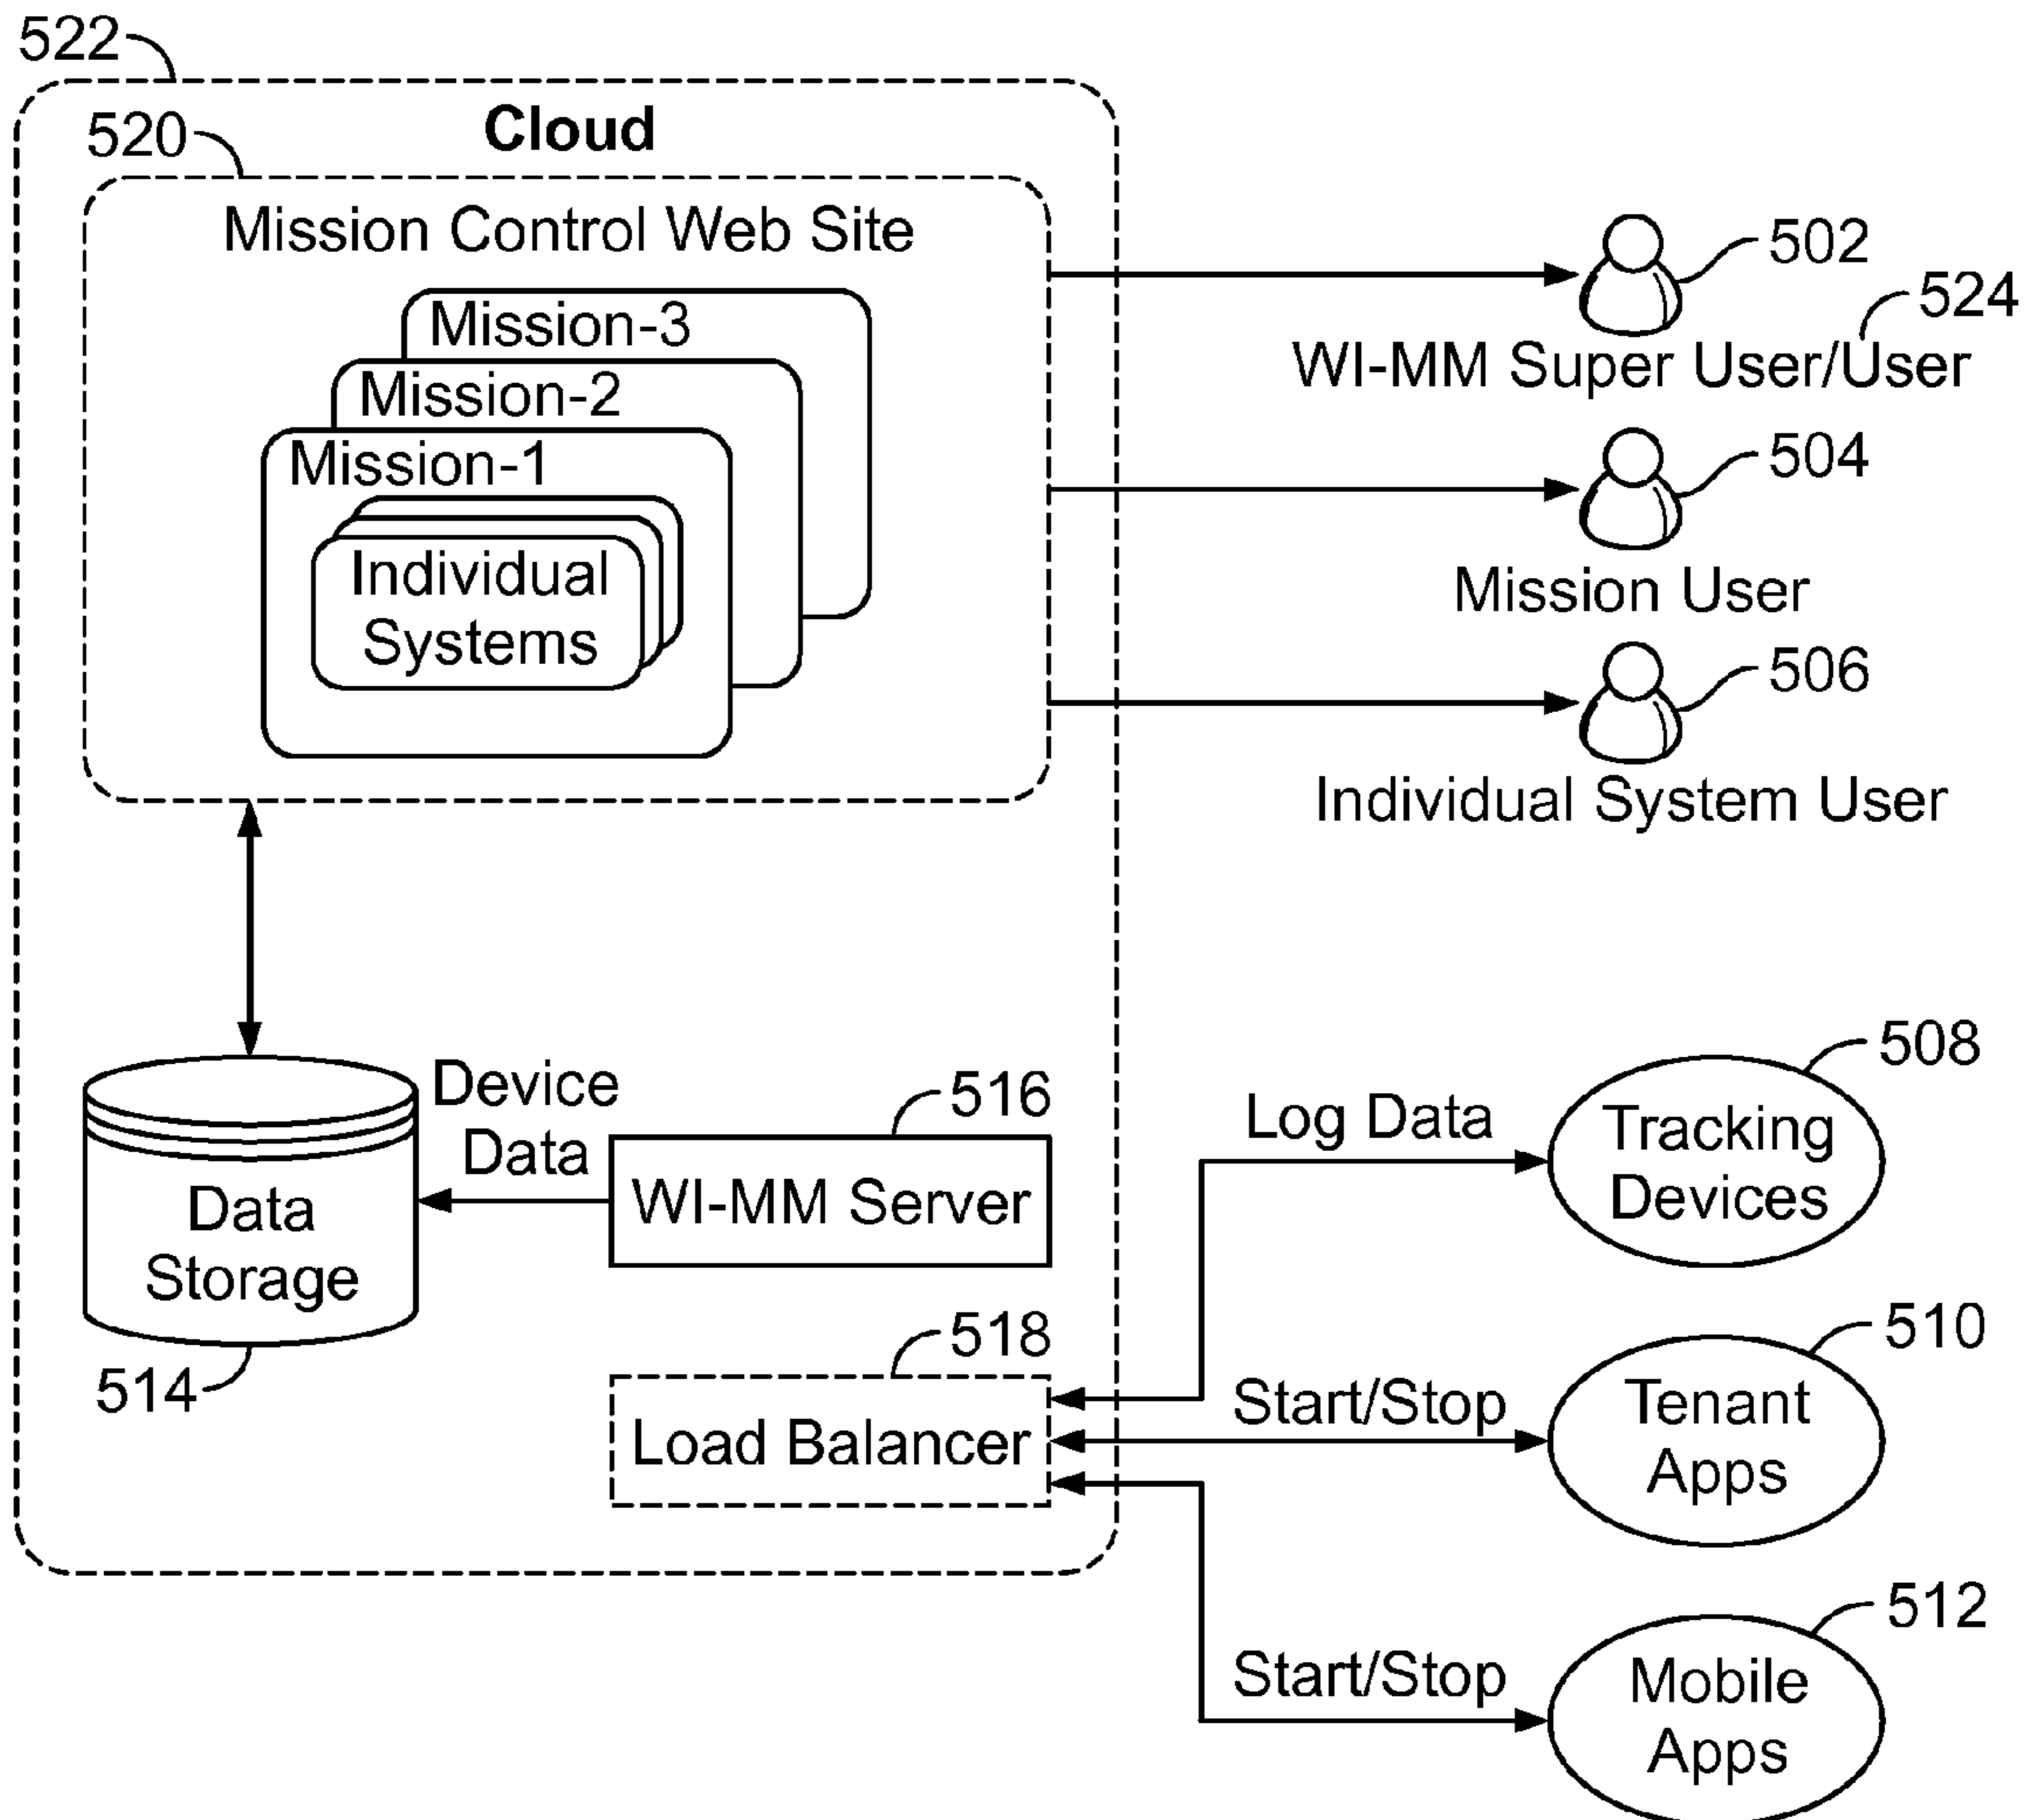 522
520
Cloud
Mission Control Web Site
Mission-3
Mission-2
Mission-1
Individual
Systems
502
524
WI-MM Super User/User
504
Mission User
506
Individual System User
Device
Data
516
WI-MM Server
Data
Storage
514
518
Load Balancer
Log Data
508
Tracking
Devices
Start/Stop
510
Tenant
Apps
Start/Stop
512
Mobile
Apps